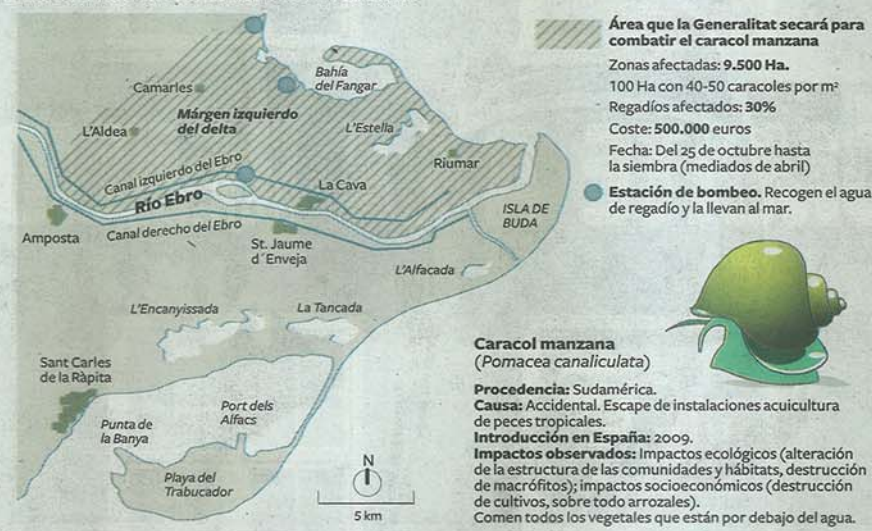 Bahía
del Fangar
Camarles
Márgen izquierdo
del delta
L'Aldea
L'Estella
Riumar
Canal izquierdo del Ebro
La Cava
Río Ebro
ISLA DE
BUDA
Amposta
Canal derecho del Ebro
St. Jaume
d´Enveja
L'Alfacada
L'Encanyissada
La Tancada
Sant Carles
de la Ràpita
Port dels
Alfacs
Punta de
la Banya
Playa del
Trabucador
N
5 km
Área que la Generalitat secará para
combatir el caracol manzana
Zonas afectadas: 9.500 Ha.
100 Ha con 40-50 caracoles por m²
Regadíos afectados: 30%
Coste: 500.000 euros
Fecha: Del 25 de octubre hasta
la siembra (mediados de abril)
Estación de bombeo. Recogen el agua
de regadío y la llevan al mar.
Caracol manzana
(Pomacea canaliculata)
Procedencia: Sudamérica.
Causa: Accidental. Escape de instalaciones acuicultura
de peces tropicales.
Introducción en España: 2009.
Impactos observados: Impactos ecológicos (alteración
de la estructura de las comunidades y hábitats, destrucción
de macrófitos); impactos socioeconómicos (destrucción
de cultivos, sobre todo arrozales).
Comen todos los vegetales que están por debajo del agua.